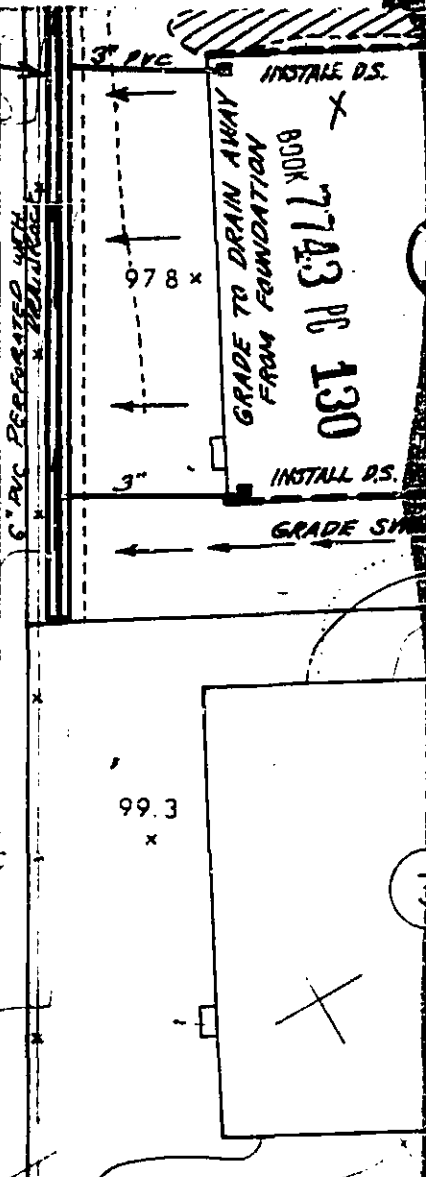 3" PVC
INSTALL D.S.
GRADE TO DRAIN AWAY
FROM FOUNDATION
BOOK 7743 PG 130
97 8 ×
6" PVC PERFORATED WITH
DRAINROCK
3"
INSTALL D.S.
GRADE
99.3
×